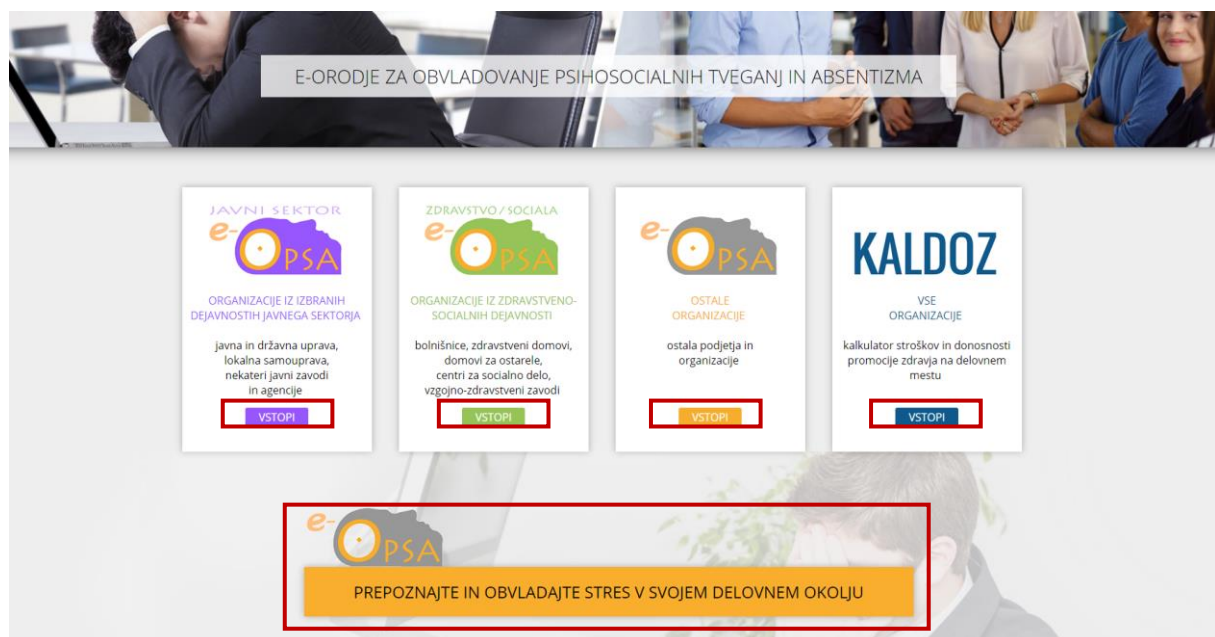 E-ORODJE ZA OBVLADOVANJE PSIHOSOCIALNIH TVEGANJ IN ABSENTIZMA
JAVNI SEKTOR
e-OPSA
ORGANIZACIJE IZ IZBRANIH
DEJAVNOSTIH JAVNEGA SEKTORJA
javna in državna uprava,
lokalna samouprava,
nekateri javni zavodi
in agencije
VSTOPI
ZDRAVSTVO/SOCIALA
e-OPSA
ORGANIZACIJE IZ ZDRAVSTVENO-
SOCIALNIH DEJAVNOSTI
bolnišnice, zdravstveni domovi,
domovi za ostarele,
centri za socialno delo,
vzgojno-zdravstveni zavodi
VSTOPI
e-OPSA
OSTALE
ORGANIZACIJE
ostala podjetja in
organizacije
VSTOPI
KALDOZ
VSE
ORGANIZACIJE
kalkulator stroškov in donosnosti
promocije zdravja na delovnem
mestu
VSTOPI
e-OPSA
PREPOZNAJTE IN OBVLADAJTE STRES V SVOJEM DELOVNEM OKOLJU